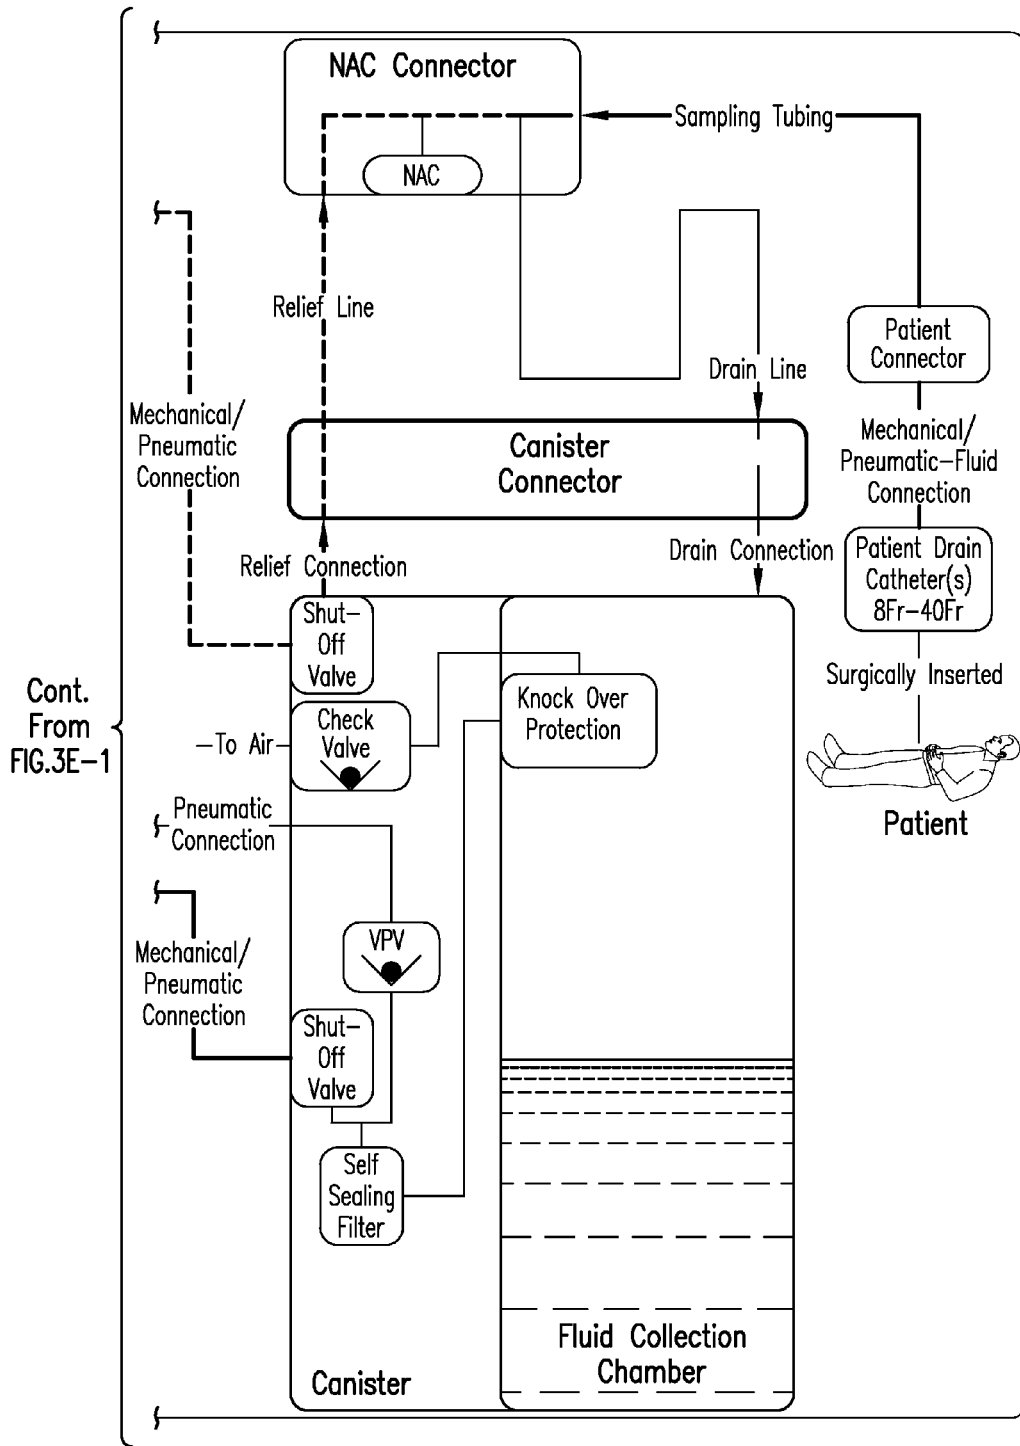 NAC Connector
Sampling Tubing
NAC
Relief Line
Patient
Connector
Drain Line
Mechanical/
Pneumatic
Connection
Canister
Connector
Mechanical/
Pneumatic-Fluid
Connection
Relief Connection
Drain Connection
Patient Drain
Catheter(s)
8Fr-40Fr
Shut-
Off
Valve
Surgically Inserted
Cont.
From
FIG.3E-1
Knock Over
Protection
Check
Valve
To Air
Patient
Pneumatic
Connection
VPV
Mechanical/
Pneumatic
Connection
Shut-
Off
Valve
Self
Sealing
Filter
Fluid Collection
Chamber
Canister